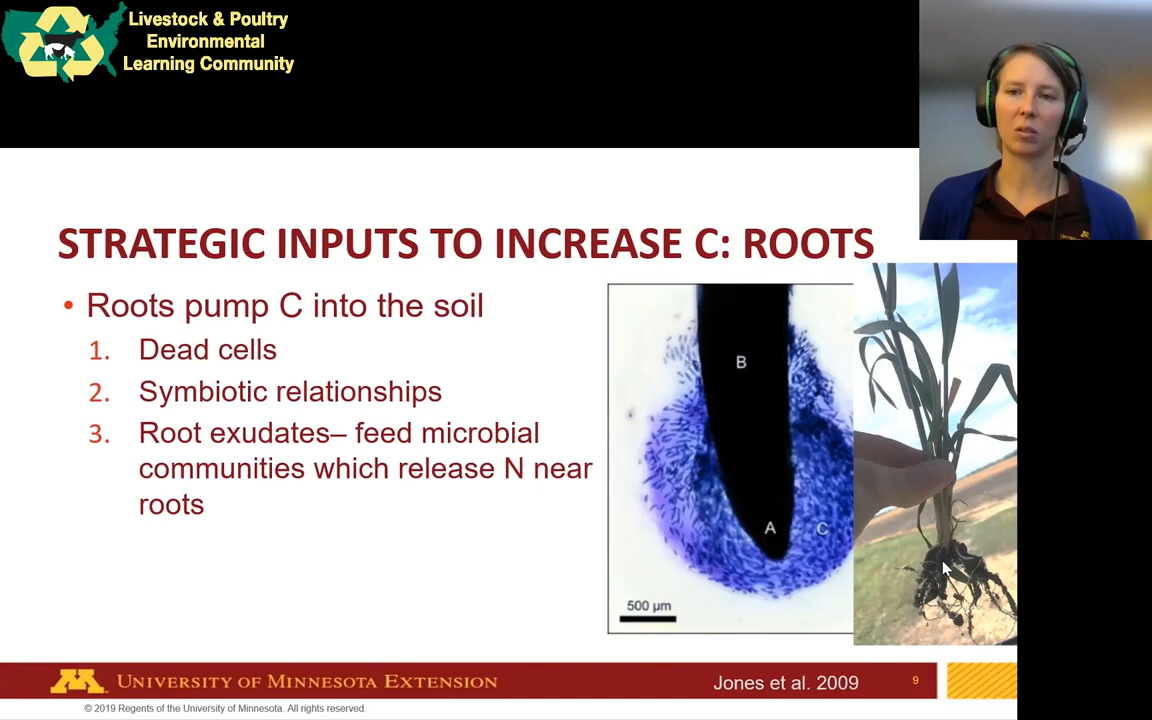 Livestock & Poultry
Environmental
Learning Community
STRATEGIC INPUTS TO INCREASE C: ROOTS
• Roots pump C into the soil
1. Dead cells
2. Symbiotic relationships
3. Root exudates– feed microbial
communities which release N near
roots
B
A
C
500 µm
M
UNIVERSITY OF MINNESOTA EXTENSION
Jones et al. 2009
9
© 2019 Regents of the University of Minnesota. All rights reserved.